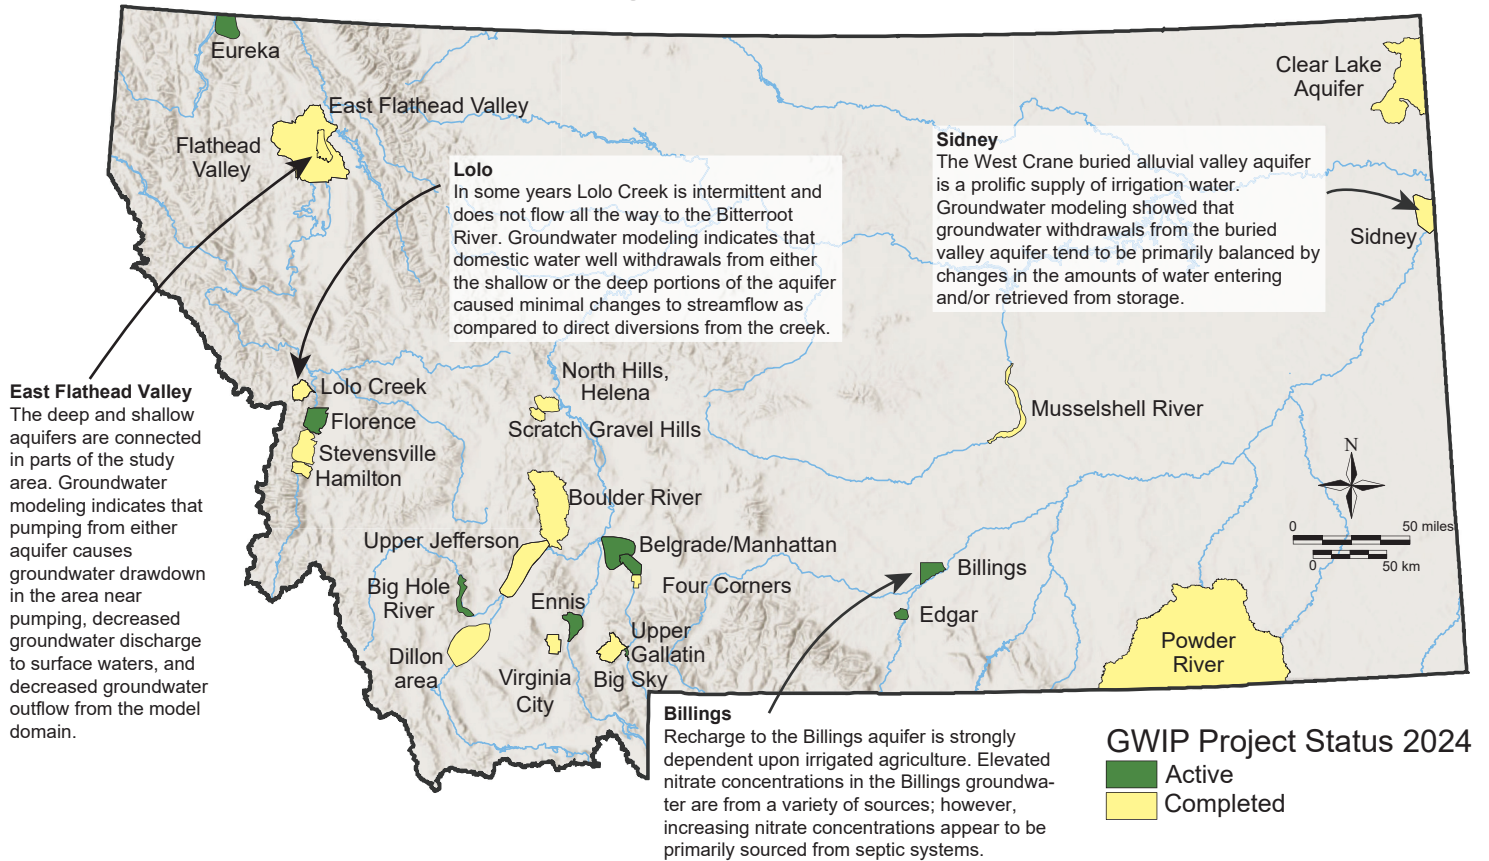 Eureka
East Flathead Valley
Flathead
Valley
Clear Lake
Aquifer
Lolo
In some years Lolo Creek is intermittent and
does not flow all the way to the Bitterroot
River. Groundwater modeling indicates that
domestic water well withdrawals from either
the shallow or the deep portions of the aquifer
caused minimal changes to streamflow as
compared to direct diversions from the creek.
Sidney
The West Crane buried alluvial valley aquifer
is a prolific supply of irrigation water.
Groundwater modeling showed that
groundwater withdrawals from the buried
valley aquifer tend to be primarily balanced by
changes in the amounts of water entering
and/or retrieved from storage.
Sidney
East Flathead Valley
The deep and shallow
aquifers are connected
in parts of the study
area. Groundwater
modeling indicates that
pumping from either
aquifer causes
groundwater drawdown
in the area near
pumping, decreased
groundwater discharge
to surface waters, and
decreased groundwater
outflow from the model
domain.
Lolo Creek
Florence
Stevensville
Hamilton
North Hills,
Helena
Scratch Gravel Hills
Musselshell River
Boulder River
Upper Jefferson
Belgrade/Manhattan
Big Hole
River
Four Corners
Ennis
Dillon
area
Virginia
City
Upper
Gallatin
Big Sky
Billings
Edgar
Powder
River
N
0 50 miles
0 50 km
Billings
Recharge to the Billings aquifer is strongly
dependent upon irrigated agriculture. Elevated
nitrate concentrations in the Billings groundwa-
ter are from a variety of sources; however,
increasing nitrate concentrations appear to be
primarily sourced from septic systems.
GWIP Project Status 2024
Active
Completed